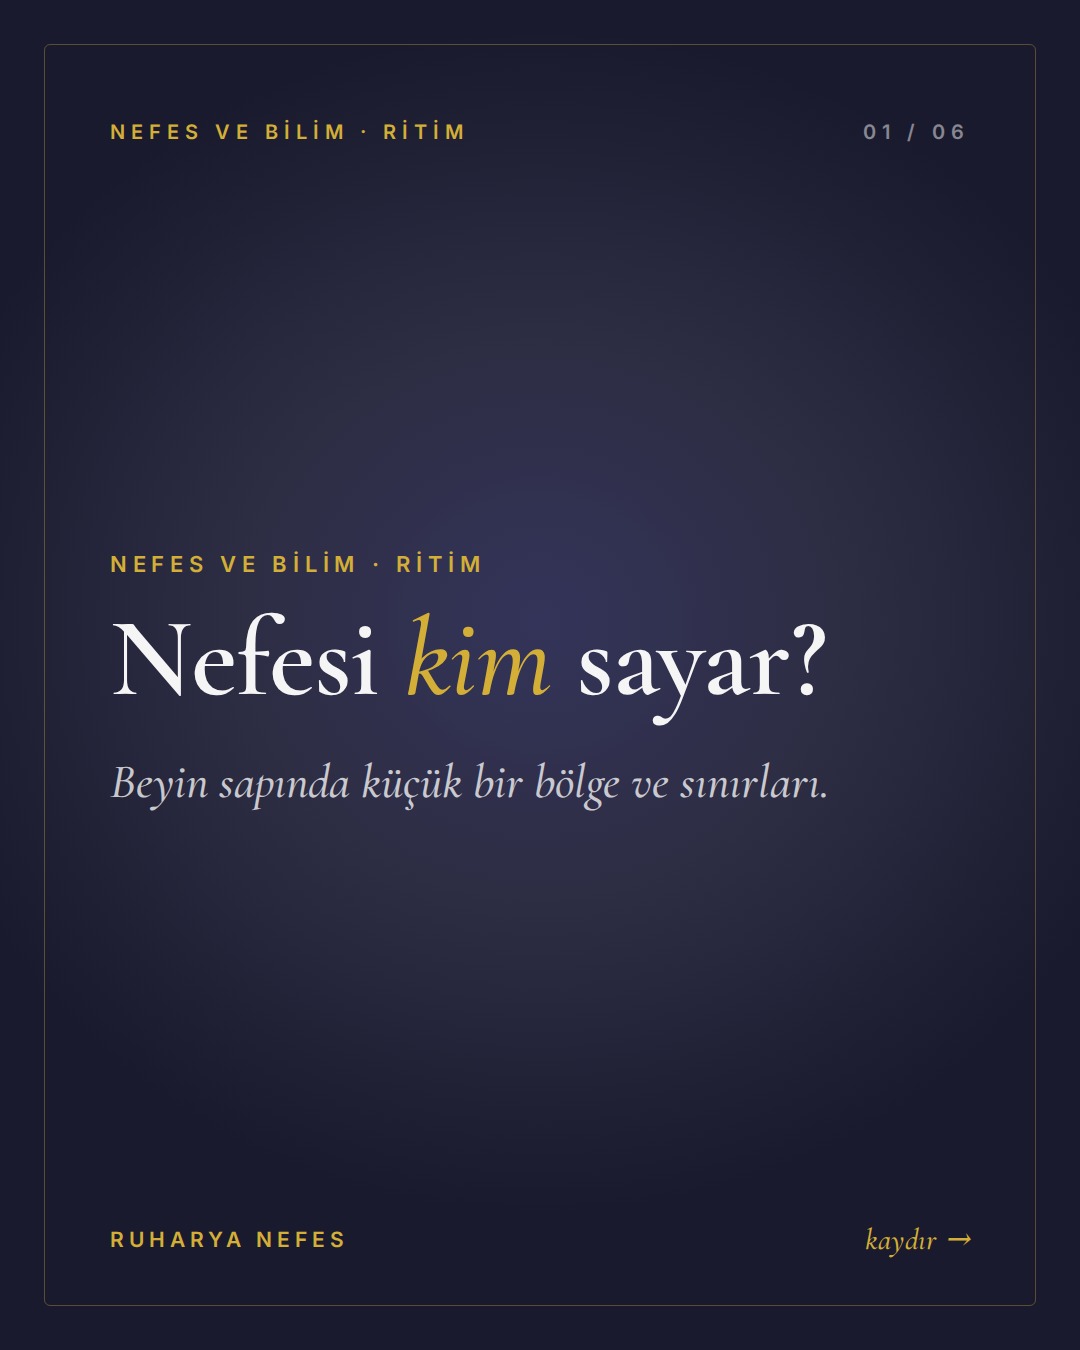 NEFES VE BİLİM · RİTİM
01 / 06
NEFES VE BİLİM · RİTİM
Nefesi kim sayar?
Beyin sapında küçük bir bölge ve sınırları.
RUHARYA NEFES
kaydır →